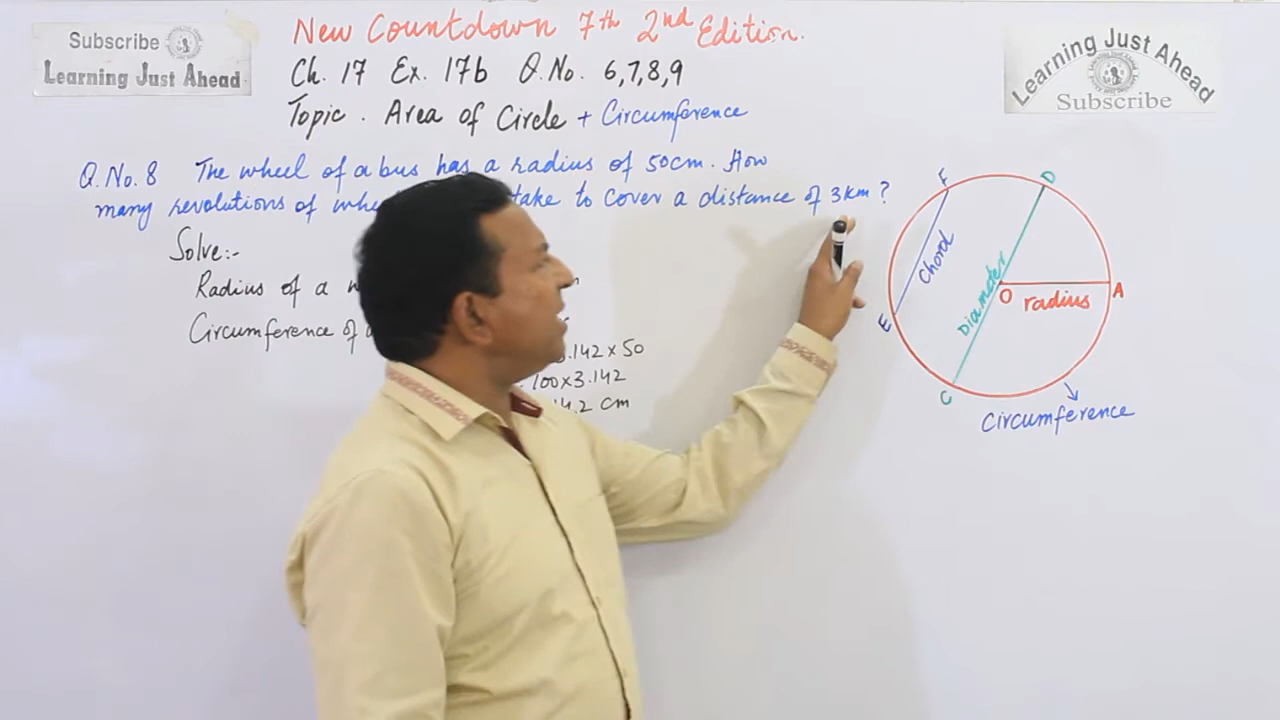 Subscribe
Learning Just Ahead
New Countdown 7th 2nd Edition.
Ch. 17 Ex. 17b Q.No. 6,7,8,9
Topic. Area of Circle + Circumference
Learning Just Ahead
Subscribe
Q.No. 8 The wheel of a bus has a radius of 50cm. How
many revolutions of take to cover a distance of 3km?
Solve:-
Radius of a
Circumference of
.142 × 50
100×3.142
.2 cm
F
D
Chord
Diameter
O
radius
A
E
C
Circumference